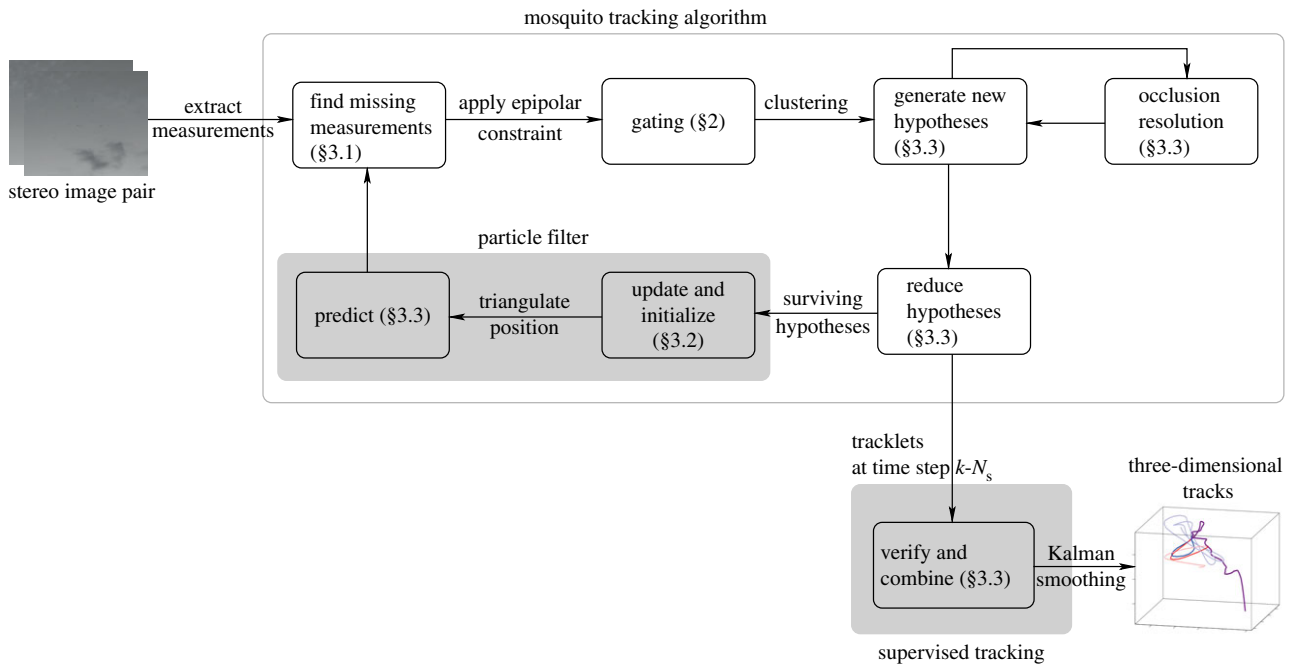 mosquito tracking algorithm
stereo image pair
extract
measurements
find missing
measurements
(§3.1)
apply epipolar
constraint
gating (§2)
clustering
generate new
hypotheses
(§3.3)
occlusion
resolution
(§3.3)
particle filter
predict (§3.3)
triangulate
position
update and
initialize
(§3.2)
surviving
hypotheses
reduce
hypotheses
(§3.3)
tracklets
at time step k-Ns
verify and
combine (§3.3)
supervised tracking
Kalman
smoothing
three-dimensional
tracks